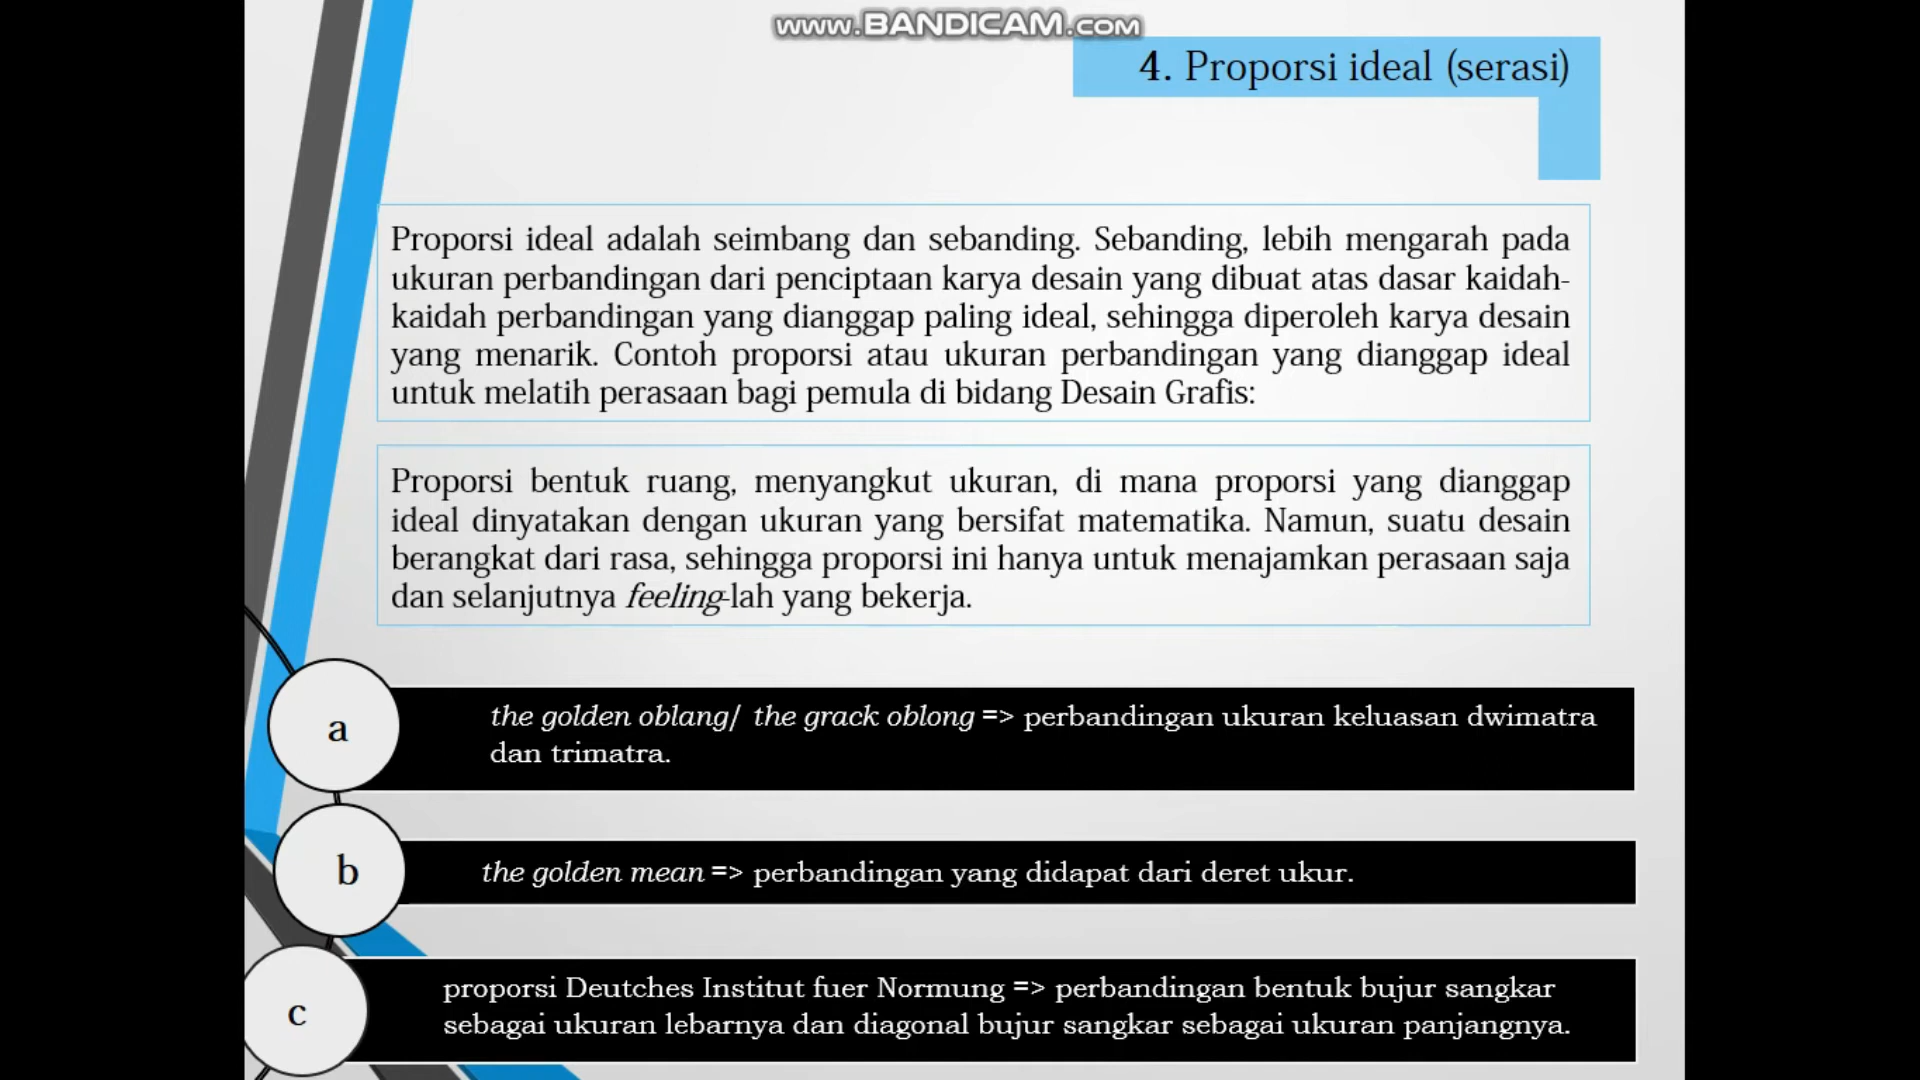 www.BANDICAM.com
4. Proporsi ideal (serasi)
Proporsi ideal adalah seimbang dan sebanding. Sebanding, lebih mengarah pada
ukuran perbandingan dari penciptaan karya desain yang dibuat atas dasar kaidah-
kaidah perbandingan yang dianggap paling ideal, sehingga diperoleh karya desain
yang menarik. Contoh proporsi atau ukuran perbandingan yang dianggap ideal
untuk melatih perasaan bagi pemula di bidang Desain Grafis:
Proporsi bentuk ruang, menyangkut ukuran, di mana proporsi yang dianggap
ideal dinyatakan dengan ukuran yang bersifat matematika. Namun, suatu desain
berangkat dari rasa, sehingga proporsi ini hanya untuk menajamkan perasaan saja
dan selanjutnya feeling-lah yang bekerja.
a
the golden oblang/ the grack oblong => perbandingan ukuran keluasan dwimatra
dan trimatra.
b
the golden mean => perbandingan yang didapat dari deret ukur.
c
proporsi Deutches Institut fuer Normung => perbandingan bentuk bujur sangkar
sebagai ukuran lebarnya dan diagonal bujur sangkar sebagai ukuran panjangnya.